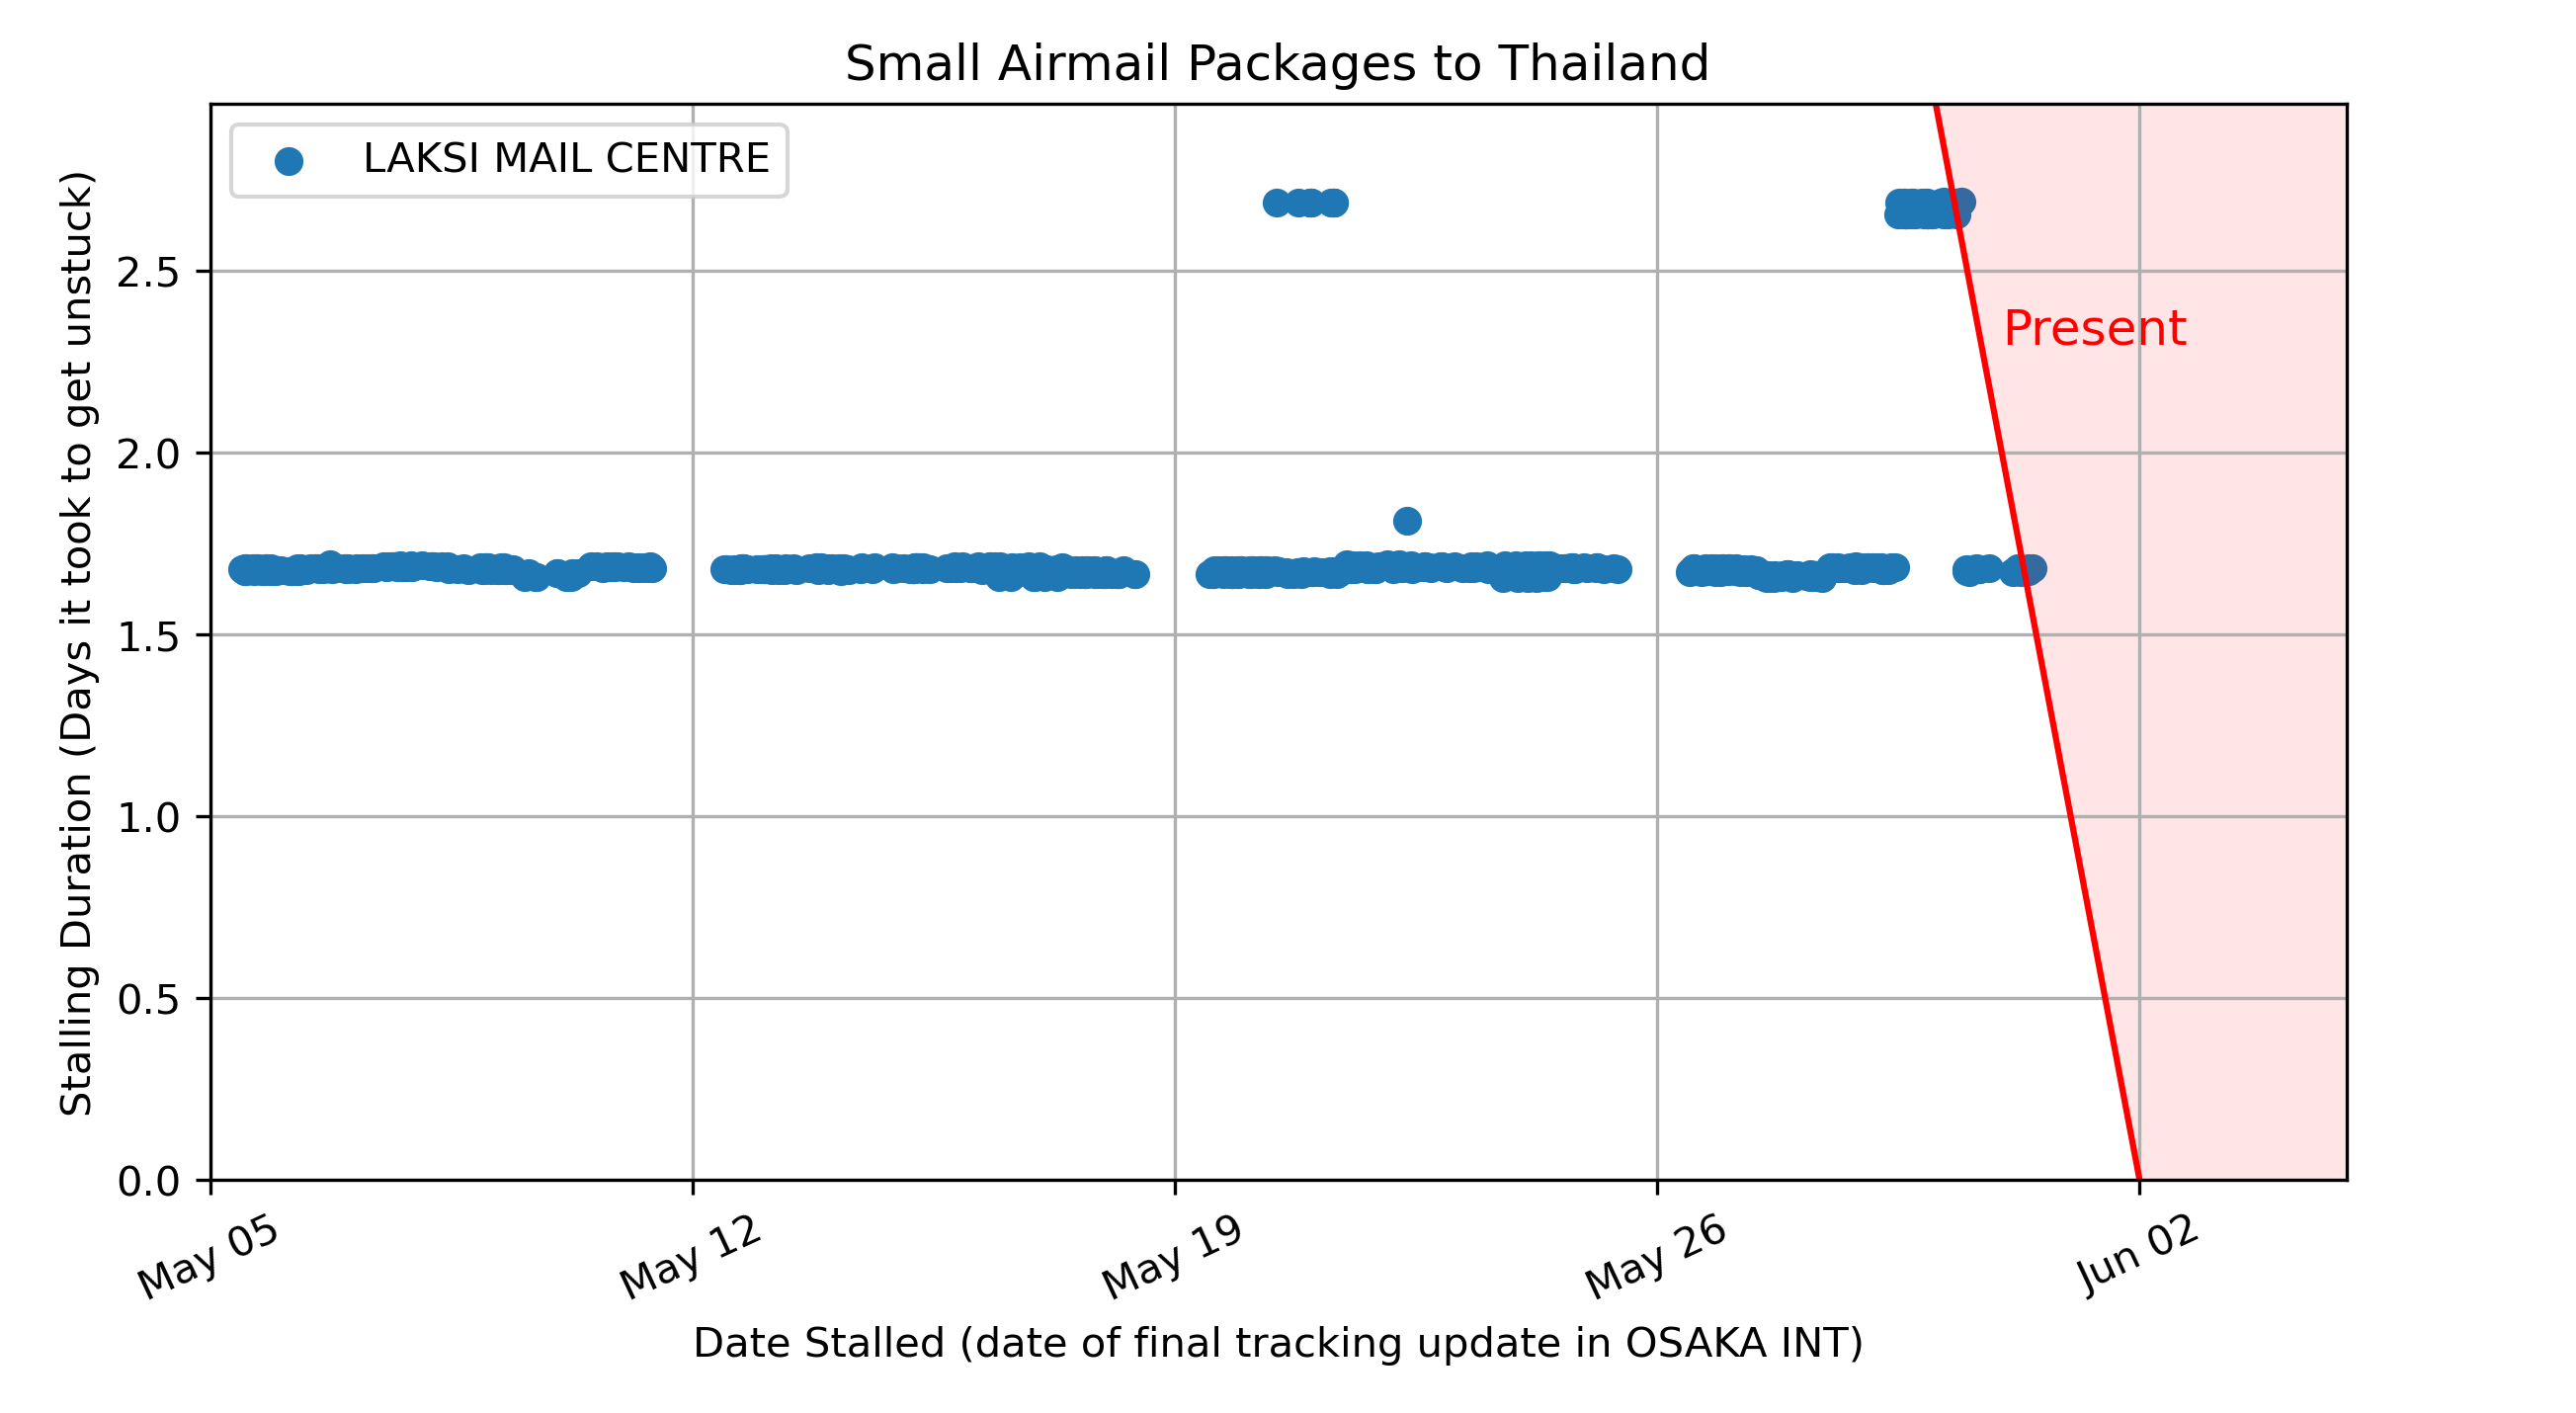 Small Airmail Packages to Thailand
LAKSI MAIL CENTRE
Stalling Duration (Days it took to get unstuck)
2.5
2.0
1.5
1.0
0.5
0.0
Present
May 05
May 12
May 19
May 26
Jun 02
Date Stalled (date of final tracking update in OSAKA INT)